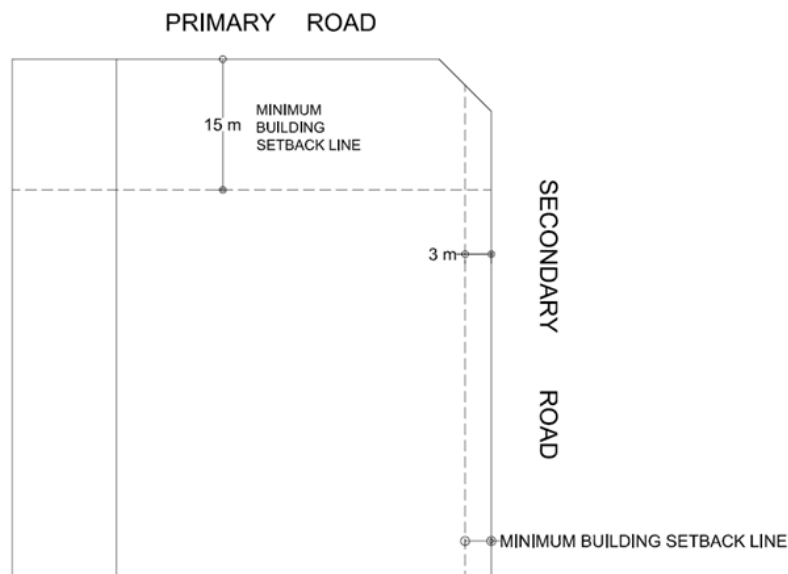 PRIMARY ROAD
15 m
MINIMUM
BUILDING
SETBACK LINE
SECONDARY ROAD
3 m
MINIMUM BUILDING SETBACK LINE